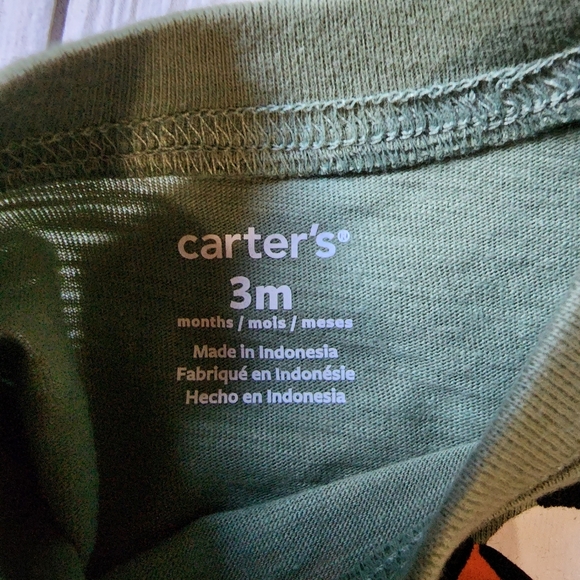 carter's®
3m
months / mois / meses
Made in Indonesia
Fabriqué en Indonésie
Hecho en Indonesia